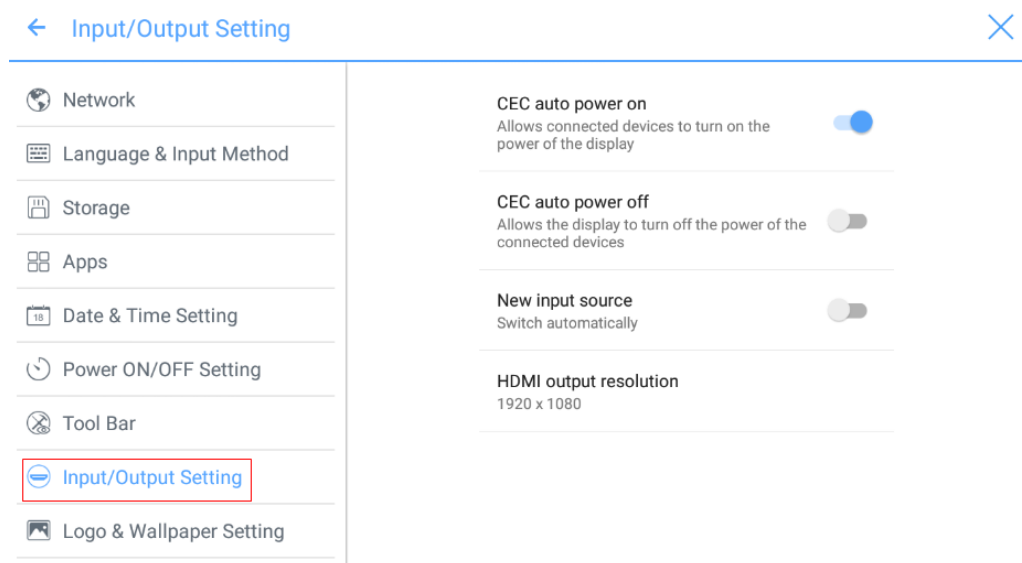 Input/Output Setting
Network
Language & Input Method
Storage
Apps
18
Date & Time Setting
Power ON/OFF Setting
Tool Bar
Input/Output Setting
Logo & Wallpaper Setting
CEC auto power on
Allows connected devices to turn on the
power of the display
CEC auto power off
Allows the display to turn off the power of the
connected devices
New input source
Switch automatically
HDMI output resolution
1920 x 1080